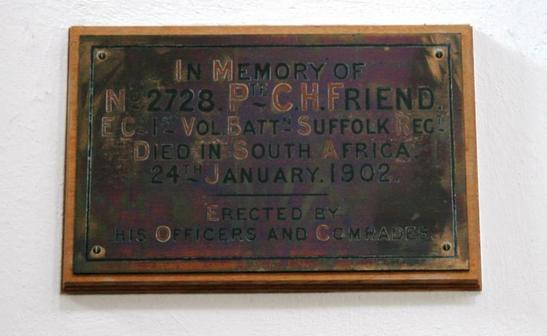 IN MEMORY OF
No 2728. PTE C.H. FRIEND.
E Co 1ST VOL. BATTN SUFFOLK REGT
DIED IN SOUTH AFRICA.
24TH JANUARY. 1902.
ERECTED BY
HIS OFFICERS AND COMRADES.